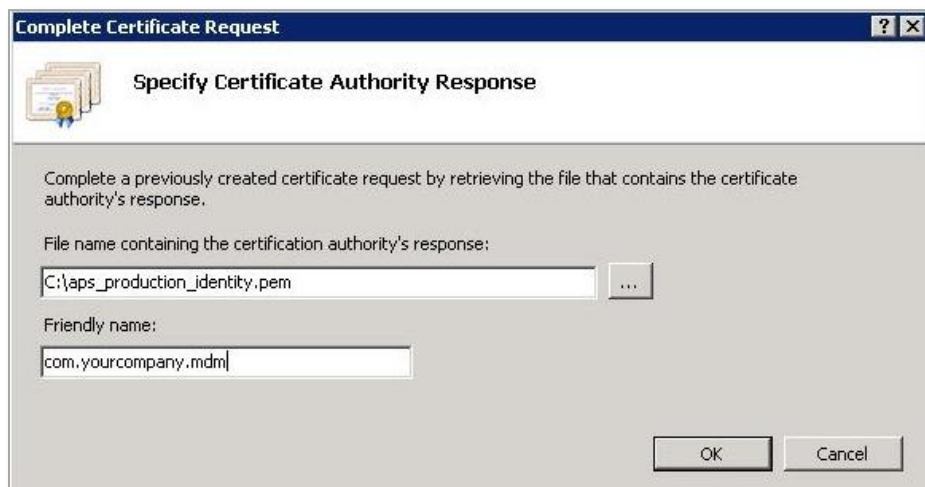 Complete Certificate Request
?
Specify Certificate Authority Response
Complete a previously created certificate request by retrieving the file that contains the certificate
authority's response.
File name containing the certification authority's response:
C:\aps_production_identity.pem
...
Friendly name:
com.yourcompany.mdm
OK
Cancel